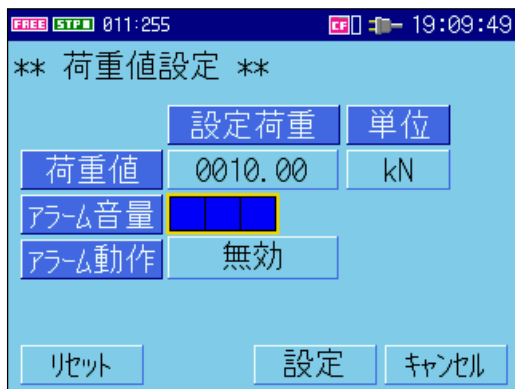 FREE STPⅡ 011:255 CF 19:09:49
** 荷重値設定 **
設定荷重 単位
荷重値 0010.00 kN
アラーム音量
アラーム動作 無効
リセット 設定 キャンセル